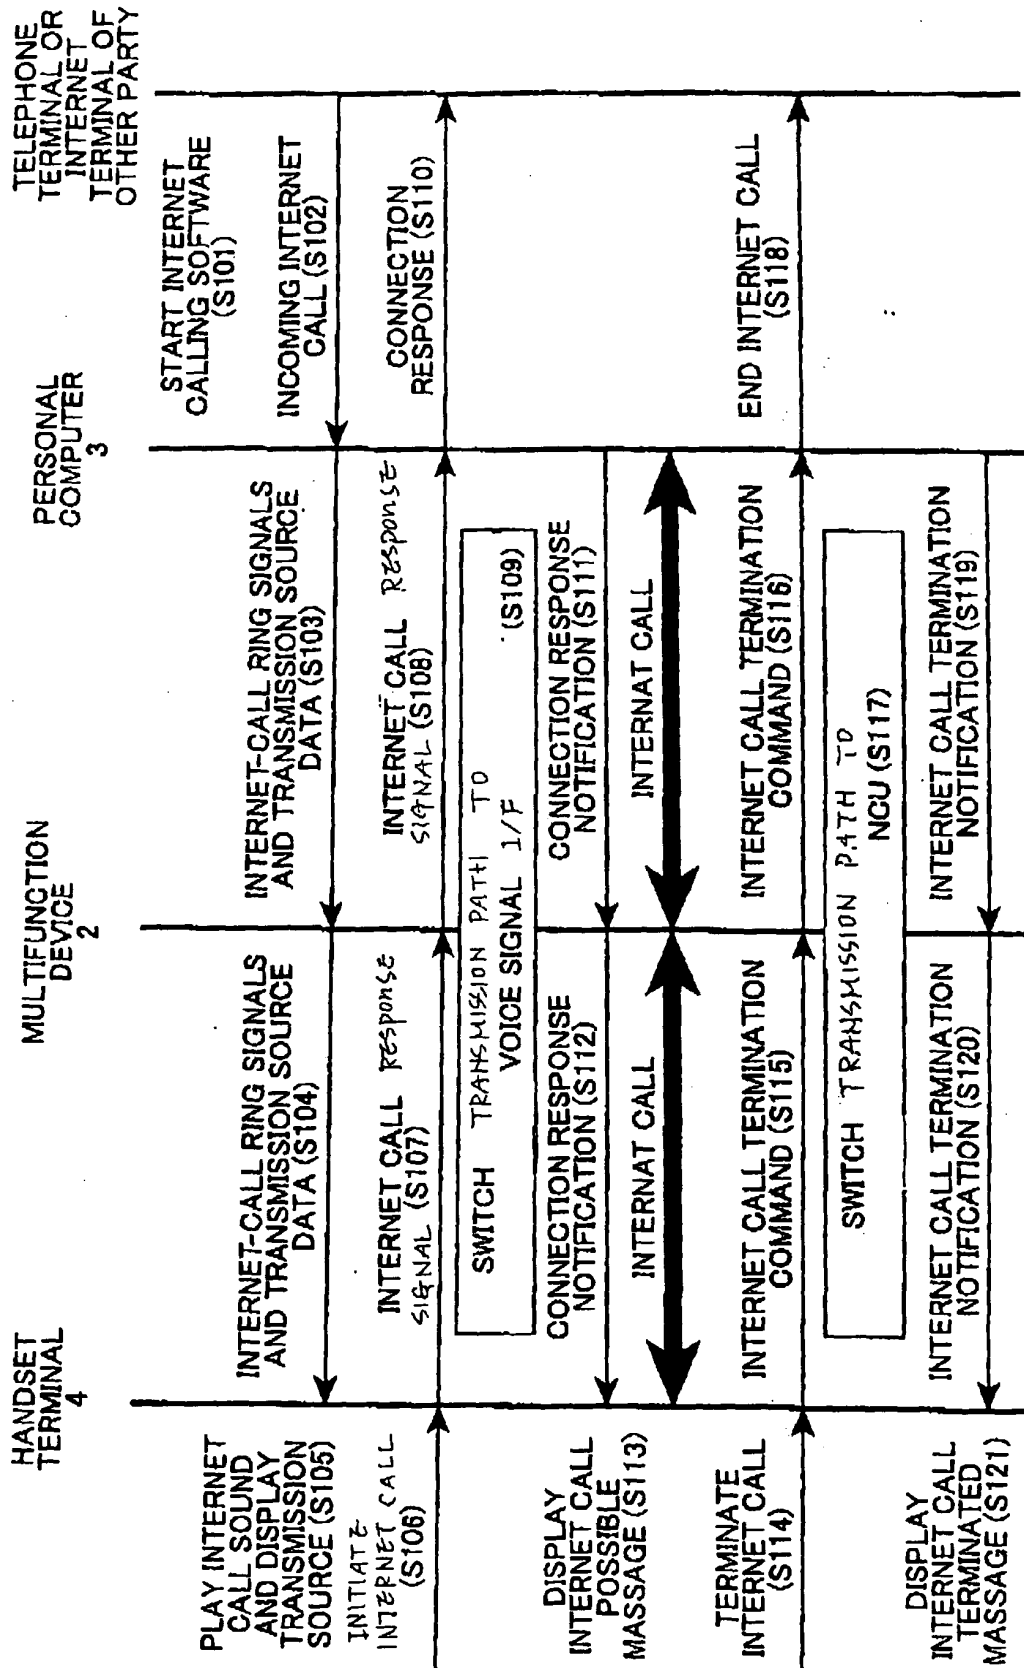 HANDSET
TERMINAL
4
MULTIFUNCTION
DEVICE
2
PERSONAL
COMPUTER
3
TELEPHONE
TERMINAL OR
INTERNET
TERMINAL OF
OTHER PARTY
START INTERNET
CALLING SOFTWARE
(S101)
INCOMING INTERNET
CALL (S102)
INTERNET-CALL RING SIGNALS
AND TRANSMISSION SOURCE
DATA (S103)
INTERNET-CALL RING SIGNALS
AND TRANSMISSION SOURCE
DATA (S104)
PLAY INTERNET
CALL SOUND
AND DISPLAY
TRANSMISSION
SOURCE (S105)
INITIATE
INTERNET CALL
(S106)
INTERNET CALL RESPONSE
SIGNAL (S107)
INTERNET CALL RESPONSE
SIGNAL (S108)
SWITCH TRANSMISSION PATH TO
VOICE SIGNAL I/F (S109)
CONNECTION
RESPONSE (S110)
CONNECTION RESPONSE
NOTIFICATION (S111)
CONNECTION RESPONSE
NOTIFICATION (S112)
DISPLAY
INTERNET CALL
POSSIBLE
MASSAGE (S113)
INTERNAT CALL
INTERNAT CALL
TERMINATE
INTERNET CALL
(S114)
INTERNET CALL TERMINATION
COMMAND (S115)
INTERNET CALL TERMINATION
COMMAND (S116)
SWITCH TRANSMISSION PATH TO
NCU (S117)
END INTERNET CALL
(S118)
INTERNET CALL TERMINATION
NOTIFICATION (S119)
INTERNET CALL TERMINATION
NOTIFICATION (S120)
DISPLAY
INTERNET CALL
TERMINATED
MASSAGE (S121)